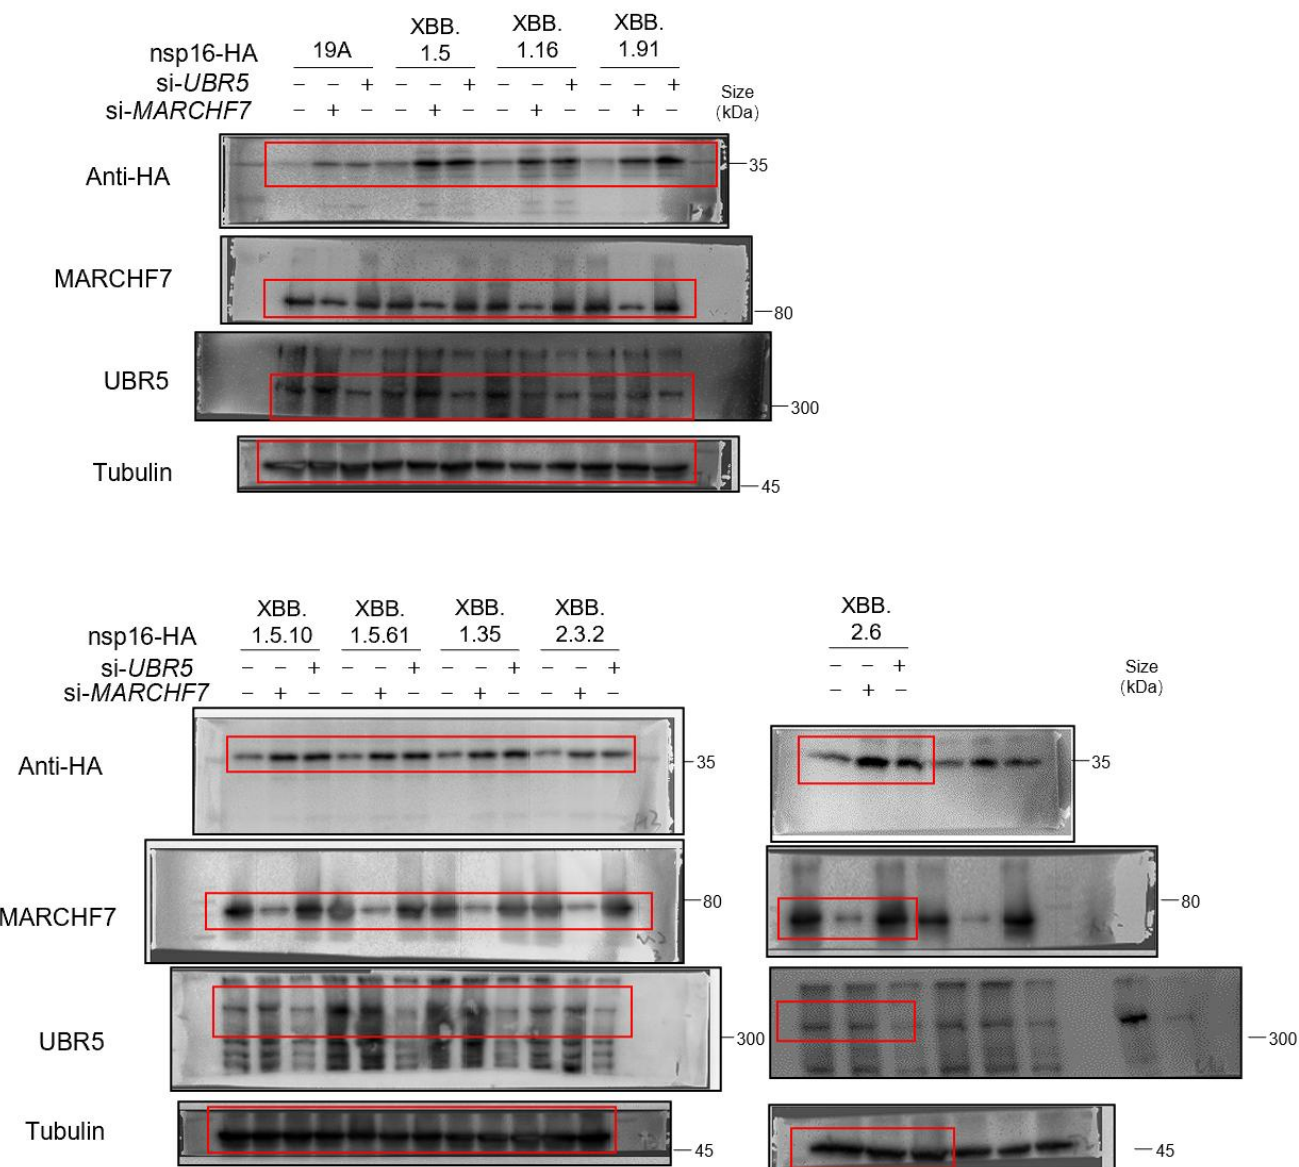 XBB. XBB. XBB.
nsp16-HA 19A 1.5 1.16 1.91
si-UBR5 – – + – – + – – + – – +
Size
si-MARCHF7 – + – – + – – + – – + – (kDa)
Anti-HA 35
MARCHF7 80
UBR5 300
Tubulin 45
XBB. XBB. XBB. XBB. XBB.
nsp16-HA 1.5.10 1.5.61 1.35 2.3.2 2.6
si-UBR5 – – + – – + – – + – – + – – + Size
si-MARCHF7 – + – – + – – + – – + – – + – (kDa)
Anti-HA 35 35
MARCHF7 80 80
UBR5 300 300
Tubulin 45 45